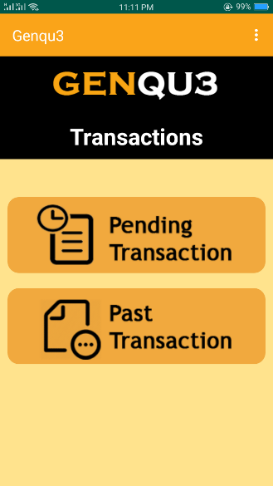 11:11 PM
99%
Genqu3
GENQU3
Transactions
Pending
Transaction
Past
Transaction